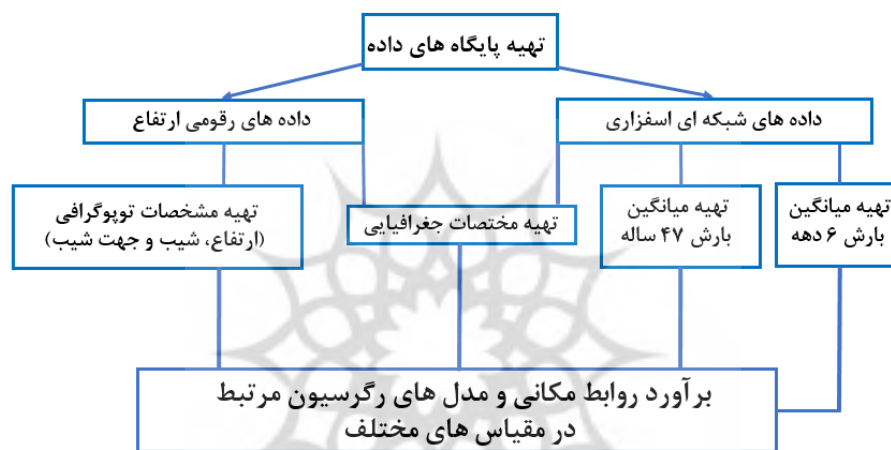 تهیه پایگاه های داده
داده های شبکه ای اسفزاری
داده های رقومی ارتفاع
تهیه میانگین
بارش ۶ دهه
تهیه میانگین
بارش ۴۷ ساله
تهیه مختصات جغرافیایی
تهیه مشخصات توپوگرافی
(ارتفاع، شیب و جهت شیب)
برآورد روابط مکانی و مدل های رگرسیون مرتبط
در مقیاس های مختلف